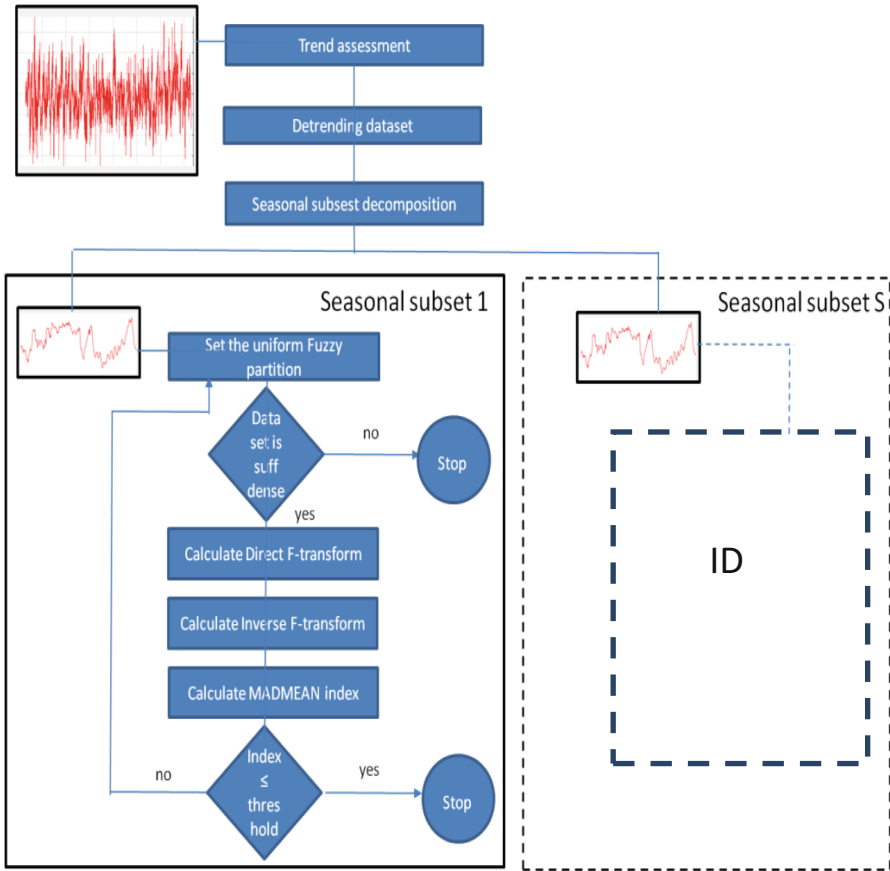 Trend assessment
Detrending dataset
Seasonal subsest decomposition
Seasonal subset 1
Set the uniform Fuzzy
partition
Data
set is
suff
dense
no
Stop
yes
Calculate Direct F-transform
Calculate Inverse F-transform
Calculate MADMEAN index
Index
≤
thres
hold
no
yes
Stop
Seasonal subset S
ID